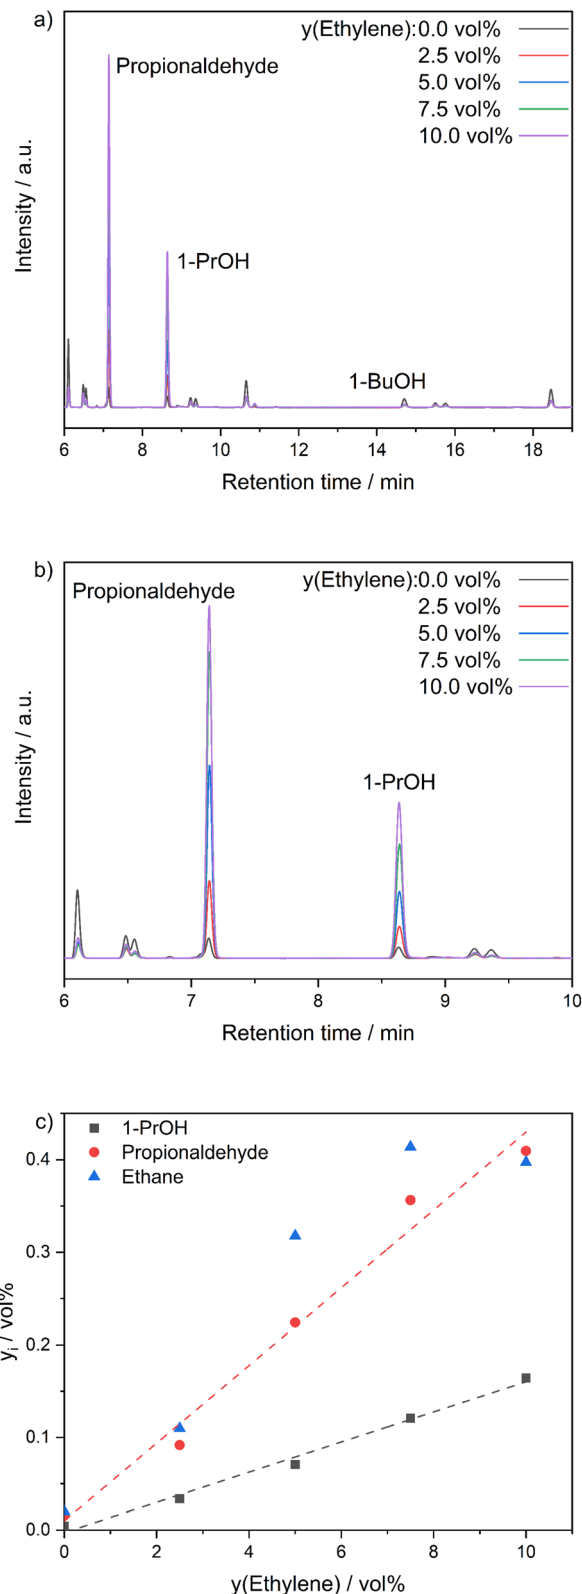 a)
y(Ethylene): 0.0 vol%
2.5 vol%
5.0 vol%
7.5 vol%
10.0 vol%
Propionaldehyde
1-PrOH
1-BuOH
Intensity / a.u.
6 8 10 12 14 16 18
Retention time / min
b)
y(Ethylene): 0.0 vol%
2.5 vol%
5.0 vol%
7.5 vol%
10.0 vol%
Propionaldehyde
1-PrOH
Intensity / a.u.
6 7 8 9 10
Retention time / min
c)
1-PrOH
Propionaldehyde
Ethane
0.4
0.3
0.2
0.1
0.0
yi / vol%
0 2 4 6 8 10
y(Ethylene) / vol%